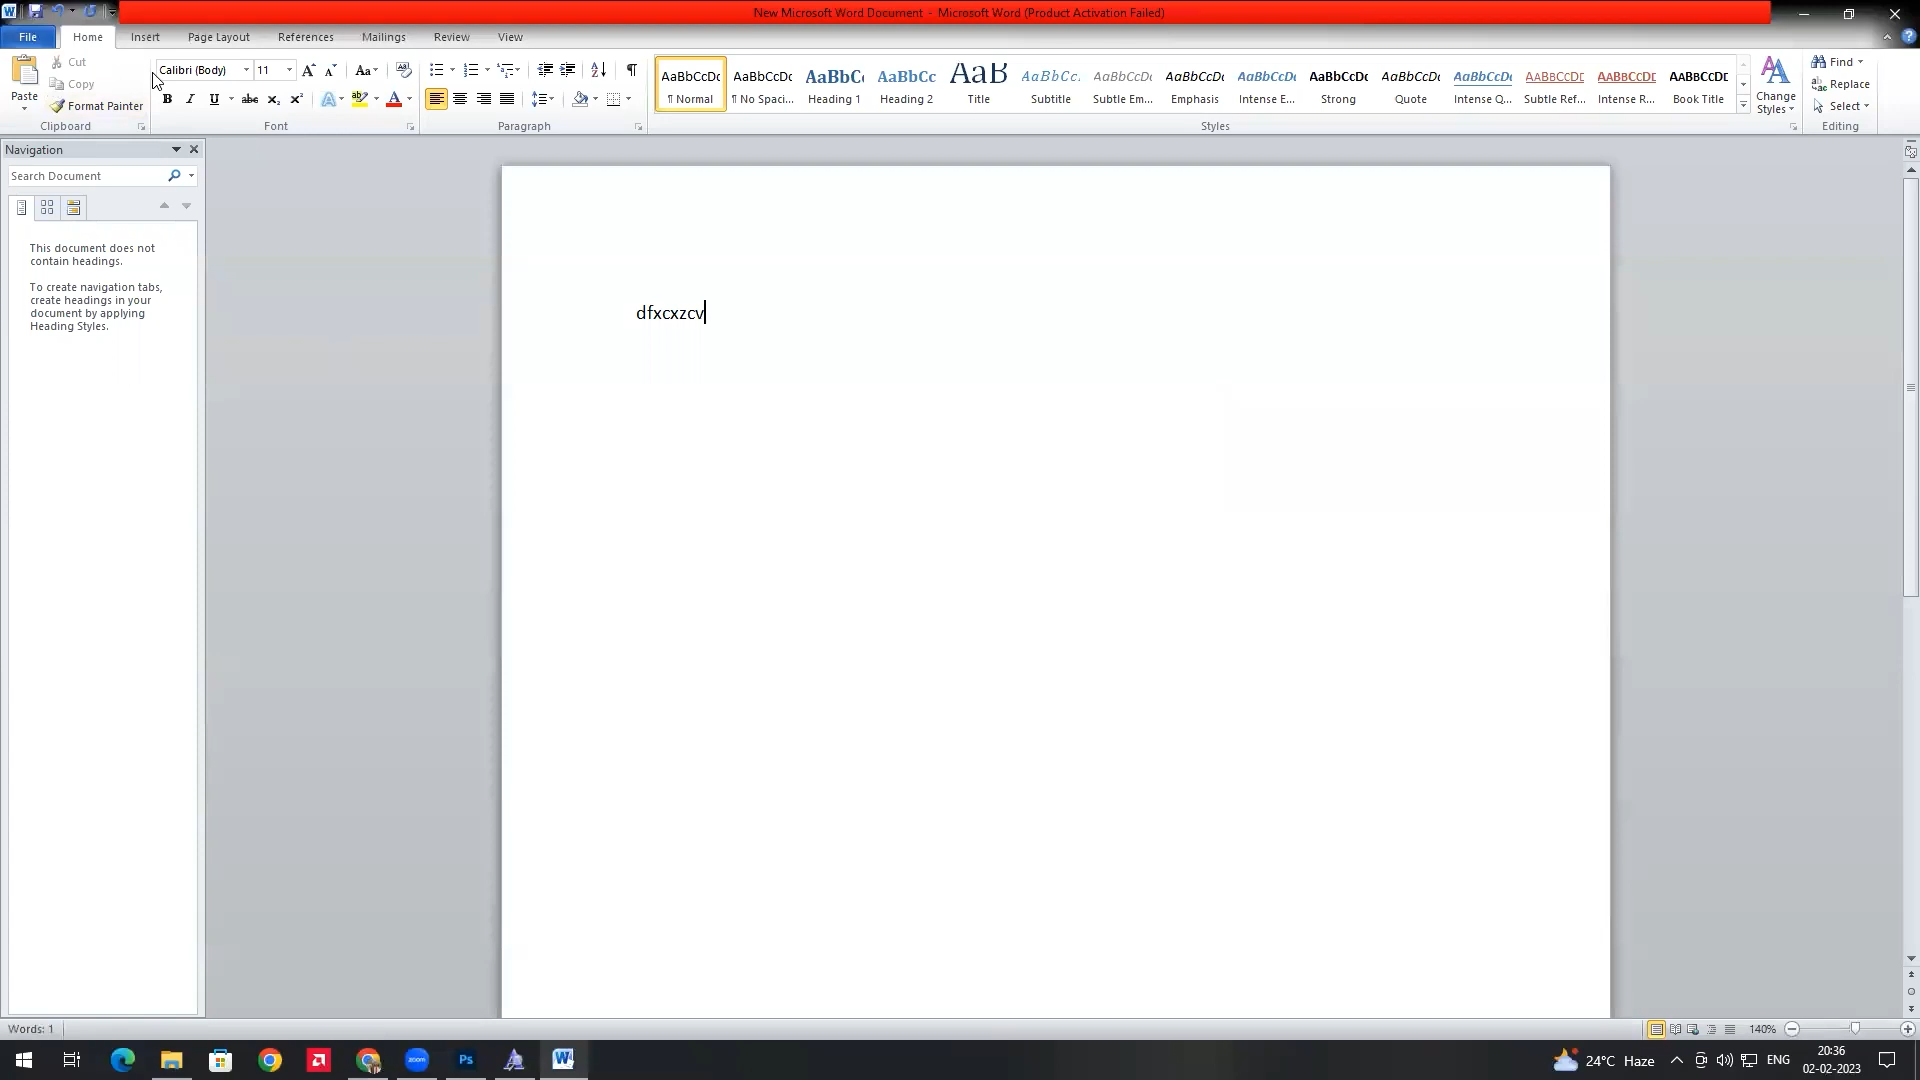 New Microsoft Word Document - Microsoft Word (Product Activation Failed)
File Home Insert Page Layout References Mailings Review View
Paste
Cut
Copy
Format Painter
Clipboard
Calibri (Body) 11
Font
Paragraph
AaBbCcDc AaBbCcDc AaBbC AaBbCc AaB AaBbCc. AaBbCcDc AaBbCcDc AaBbCcDc AaBbCcDc AaBbCcDc AaBbCcDc AABBCCDE AABBCCDE AABBCCDE
¶ Normal ¶ No Spaci... Heading 1 Heading 2 Title Subtitle Subtle Em... Emphasis Intense E... Strong Quote Intense Q... Subtle Ref... Intense R... Book Title
Styles
Change
Styles
Find
Replace
Select
Editing
Navigation
Search Document
This document does not
contain headings.
To create navigation tabs,
create headings in your
document by applying
Heading Styles.
dfxcxzcv
Words: 1
140%
zoom
Ps
24°C Haze
ENG
20:36
02-02-2023